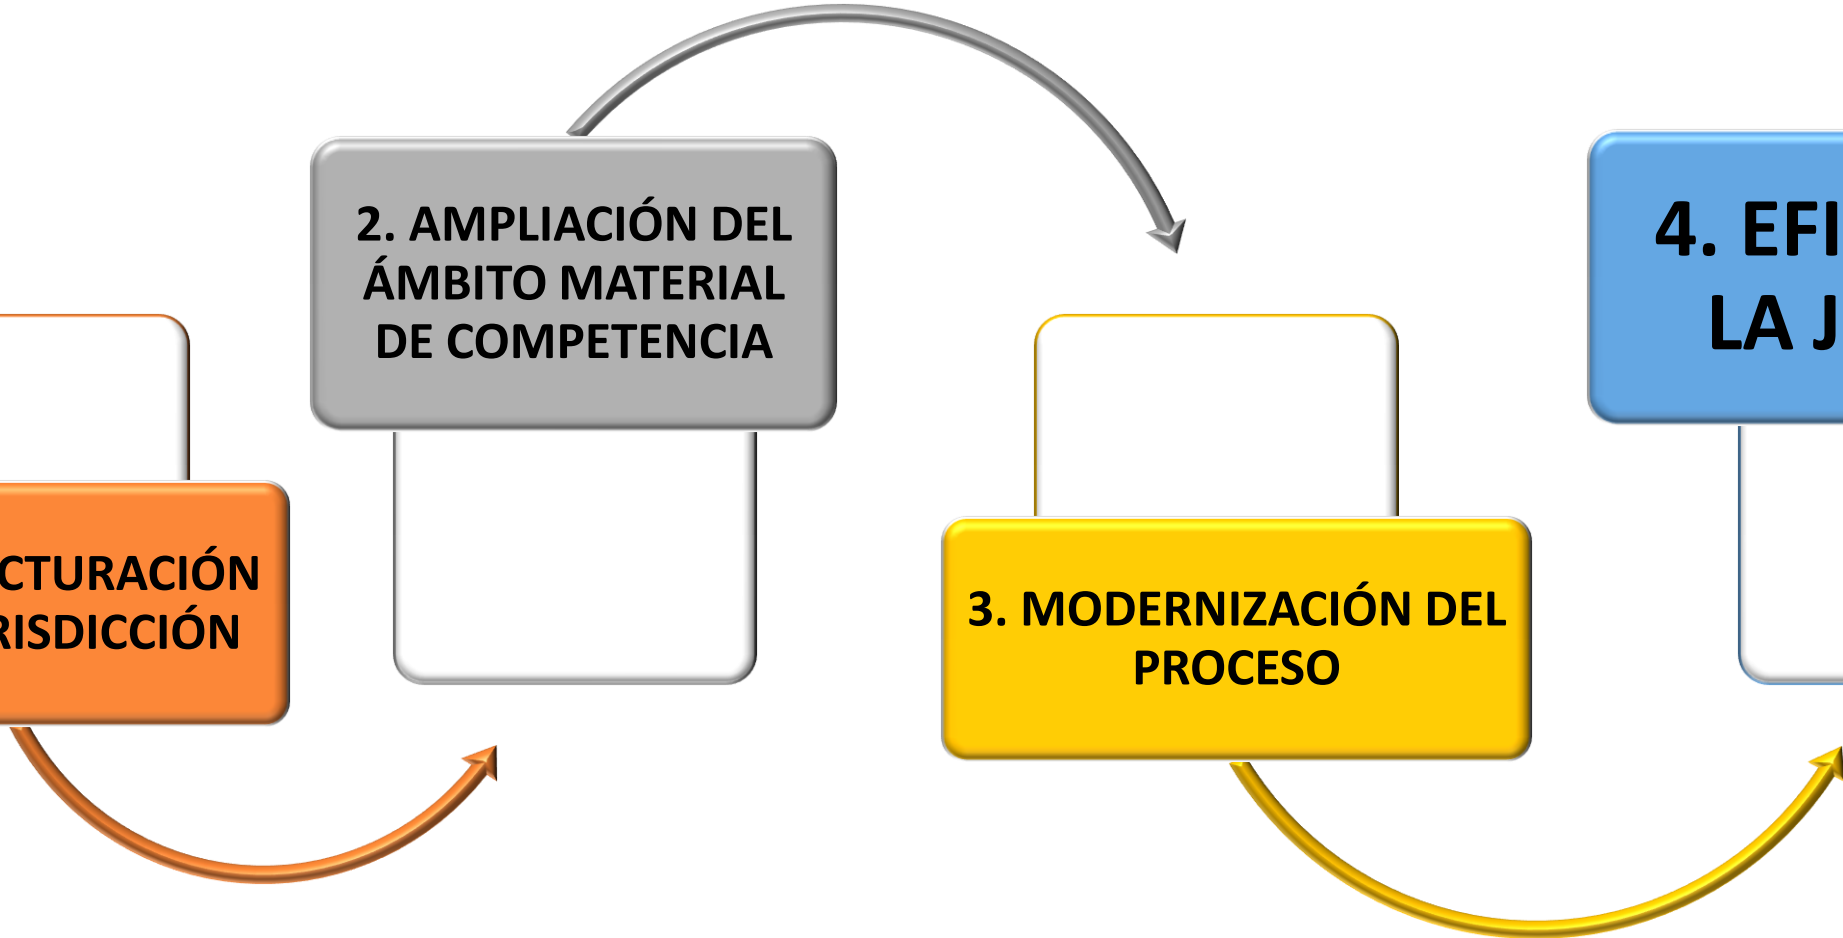 CTURACIÓN
RISDICCIÓN
2. AMPLIACIÓN DEL
ÁMBITO MATERIAL
DE COMPETENCIA
3. MODERNIZACIÓN DEL
PROCESO
4. EFI
LA J